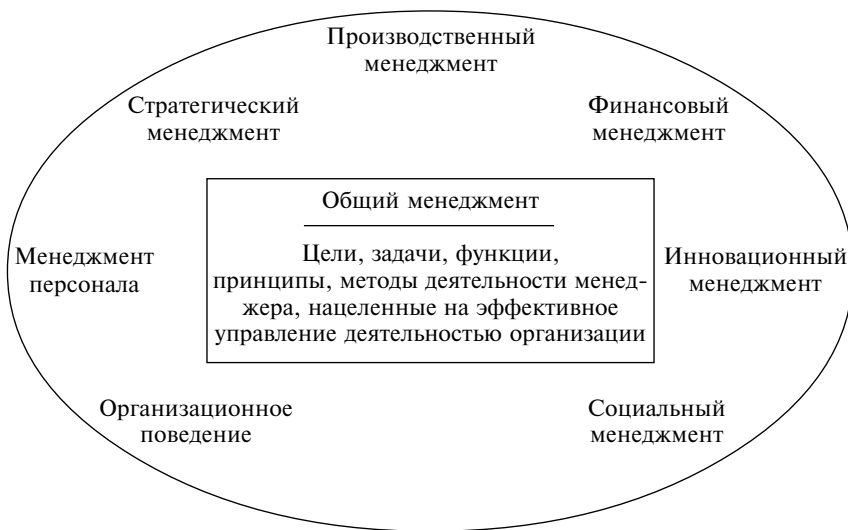 Производственный
менеджмент
Стратегический
менеджмент
Финансовый
менеджмент
Общий менеджмент
Цели, задачи, функции,
принципы, методы деятельности менед-
жера, нацеленные на эффективное
управление деятельностью организации
Менеджмент
персонала
Инновационный
менеджмент
Организационное
поведение
Социальный
менеджмент